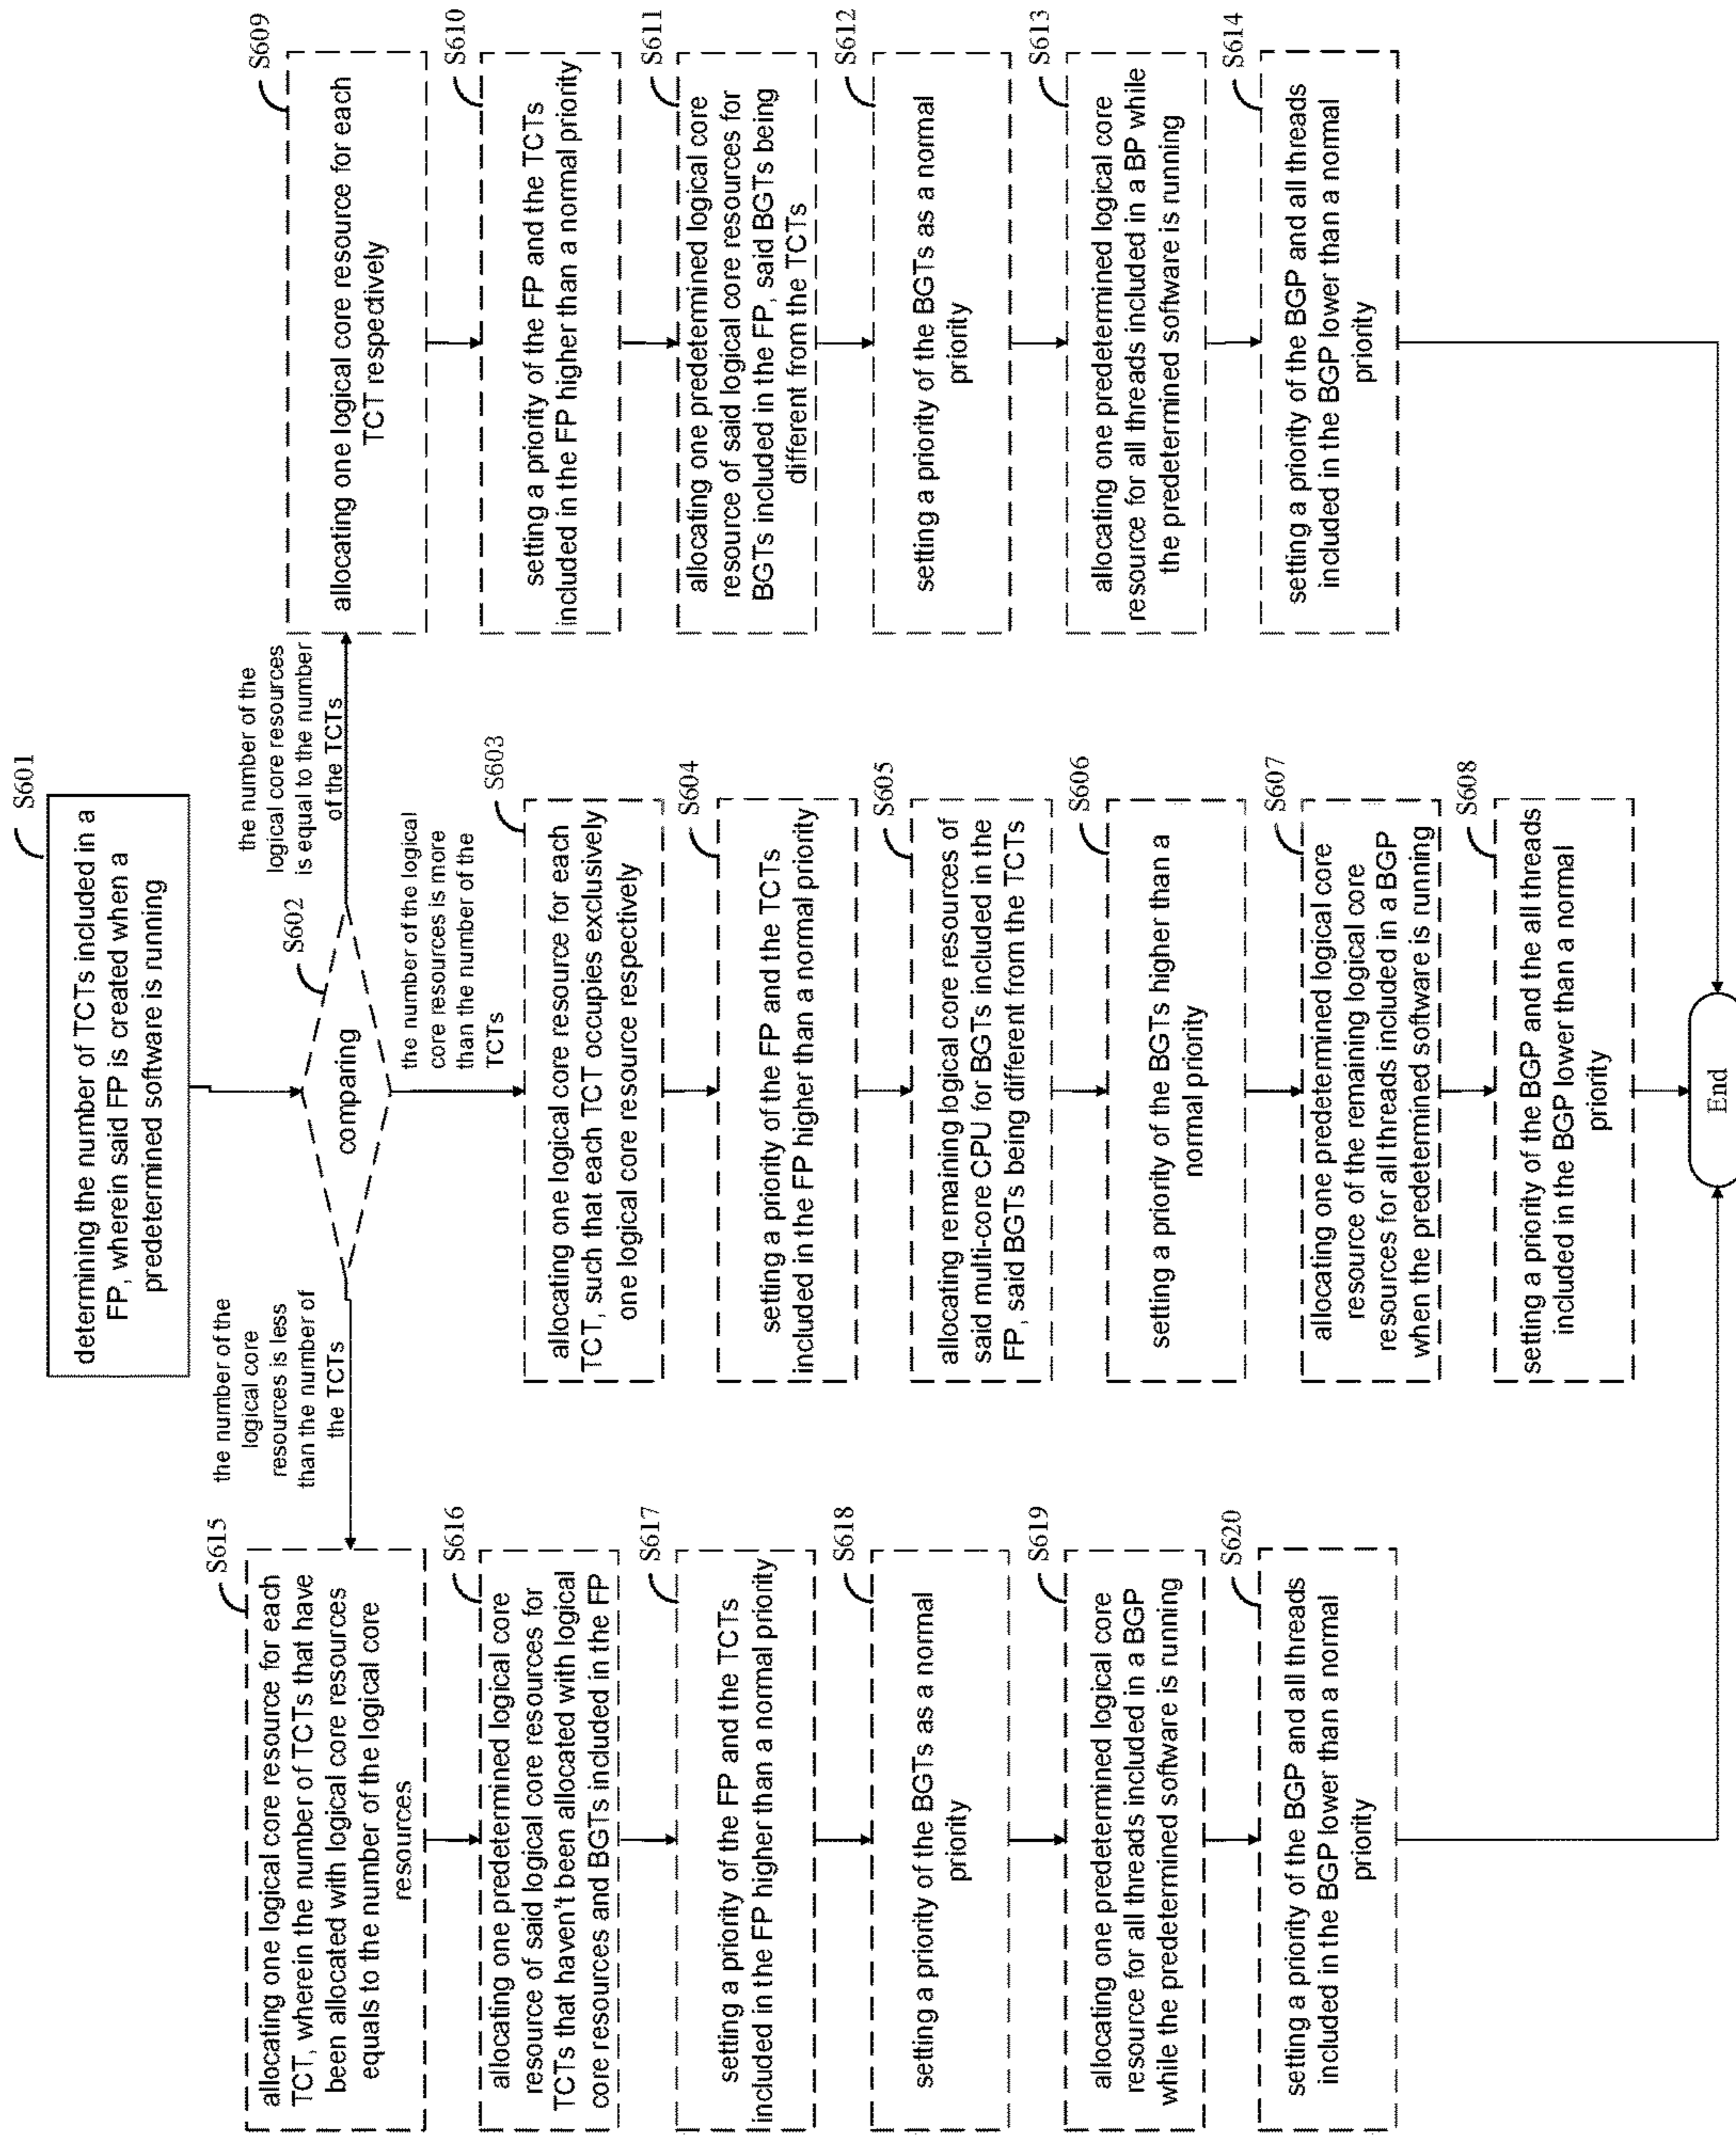 S601
determining the number of TCTs included in a
FP, wherein said FP is created when a
predetermined software is running
S602
comparing
the number of the
logical core
resources is less
than the number of
the TCTs
the number of the logical
core resources is more
than the number of the
TCTs
the number of the
logical core resources
is equal to the number
of the TCTs
S615
allocating one logical core resource for each
TCT, wherein the number of TCTs that have
been allocated with logical core resources
equals to the number of the logical core
resources
S616
allocating one predetermined logical core
resource of said logical core resources for
TCTs that haven't been allocated with logical
core resources and BGTs included in the FP
S617
setting a priority of the FP and the TCTs
included in the FP higher than a normal priority
S618
setting a priority of the BGTs as a normal
priority
S619
allocating one predetermined logical core
resource for all threads included in a BGP
while the predetermined software is running
S620
setting a priority of the BGP and all threads
included in the BGP lower than a normal
priority
S603
allocating one logical core resource for each
TCT, such that each TCT occupies exclusively
one logical core resource respectively
S604
setting a priority of the FP and the TCTs
included in the FP higher than a normal priority
S605
allocating remaining logical core resources of
said multi-core CPU for BGTs included in the
FP, said BGTs being different from the TCTs
S606
setting a priority of the BGTs higher than a
normal priority
S607
allocating one predetermined logical core
resource of the remaining logical core
resources for all threads included in a BGP
when the predetermined software is running
S608
setting a priority of the BGP and the all threads
included in the BGP lower than a normal
priority
S609
allocating one logical core resource for each
TCT respectively
S610
setting a priority of the FP and the TCTs
included in the FP higher than a normal priority
S611
allocating one predetermined logical core
resource of said logical core resources for
BGTs included in the FP, said BGTs being
different from the TCTs
S612
setting a priority of the BGTs as a normal
priority
S613
allocating one predetermined logical core
resource for all threads included in a BP while
the predetermined software is running
S614
setting a priority of the BGP and all threads
included in the BGP lower than a normal
priority
End